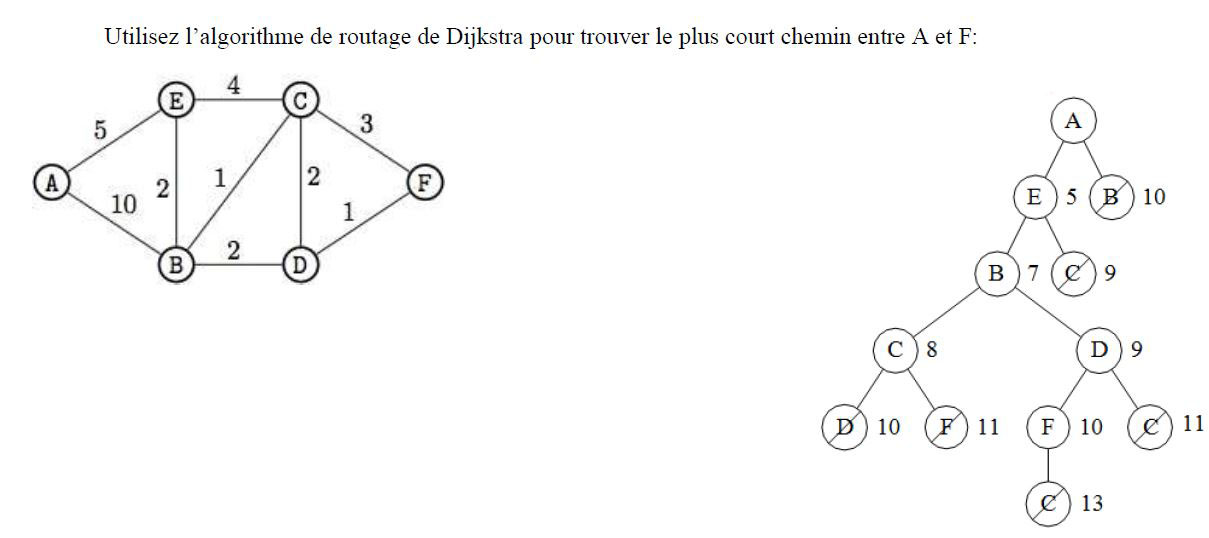 Utilisez l’algorithme de routage de Dijkstra pour trouver le plus court chemin entre A et F:
E 4 C
5 3
A 2 1 2 F
10 1
B 2 D
A
E 5 B 10
B 7 C 9
C 8 D 9
D 10 F 11 F 10 C 11
C 13